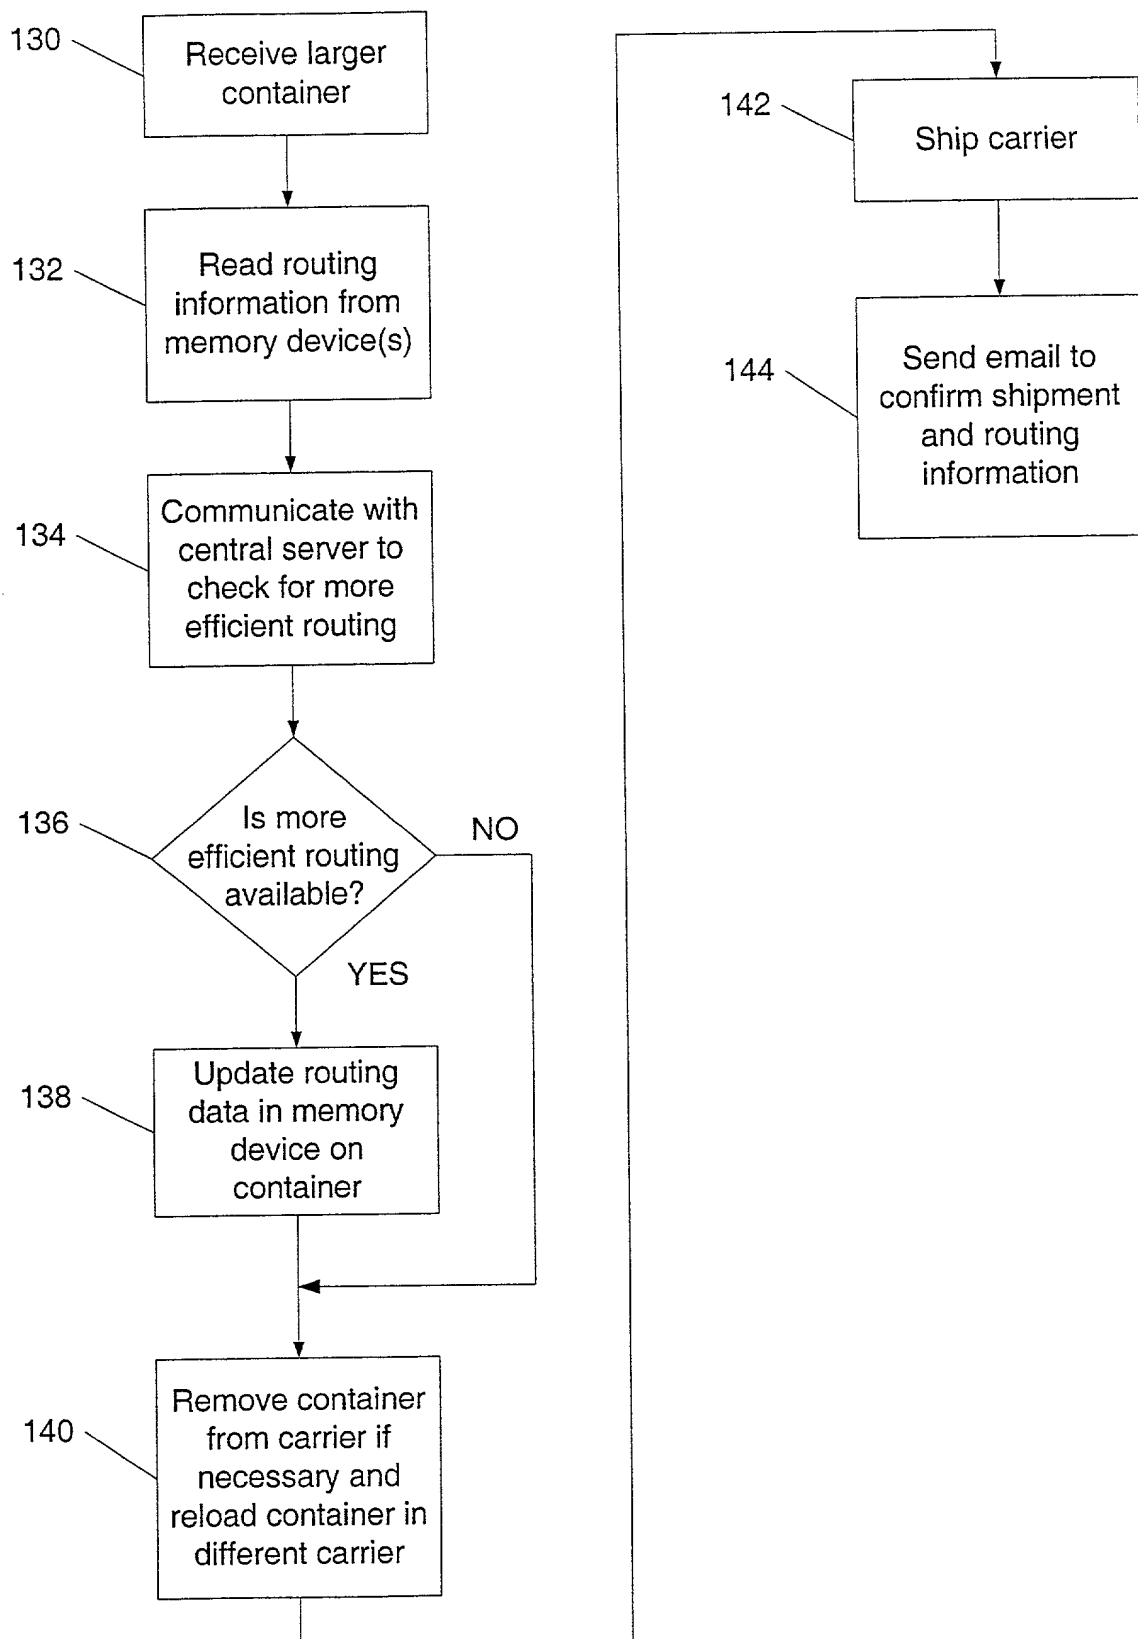 130
Receive larger
container
132
Read routing
information from
memory device(s)
134
Communicate with
central server to
check for more
efficient routing
136
Is more
efficient routing
available?
NO
YES
138
Update routing
data in memory
device on
container
140
Remove container
from carrier if
necessary and
reload container in
different carrier
142
Ship carrier
144
Send email to
confirm shipment
and routing
information